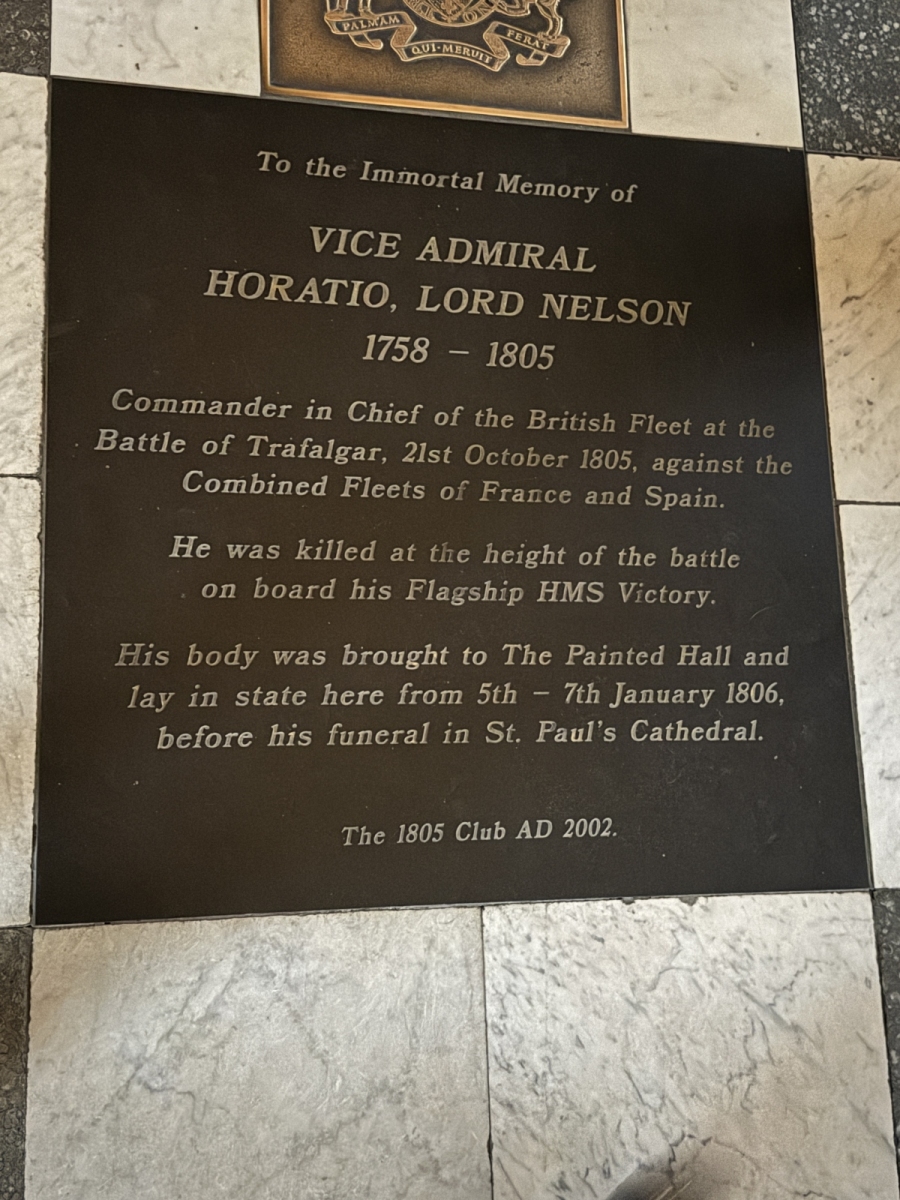 PALMAM QUI·MERUIT FERAT
To the Immortal Memory of
VICE ADMIRAL
HORATIO, LORD NELSON
1758 – 1805
Commander in Chief of the British Fleet at the
Battle of Trafalgar, 21st October 1805, against the
Combined Fleets of France and Spain.
He was killed at the height of the battle
on board his Flagship HMS Victory.
His body was brought to The Painted Hall and
lay in state here from 5th – 7th January 1806,
before his funeral in St. Paul's Cathedral.
The 1805 Club AD 2002.